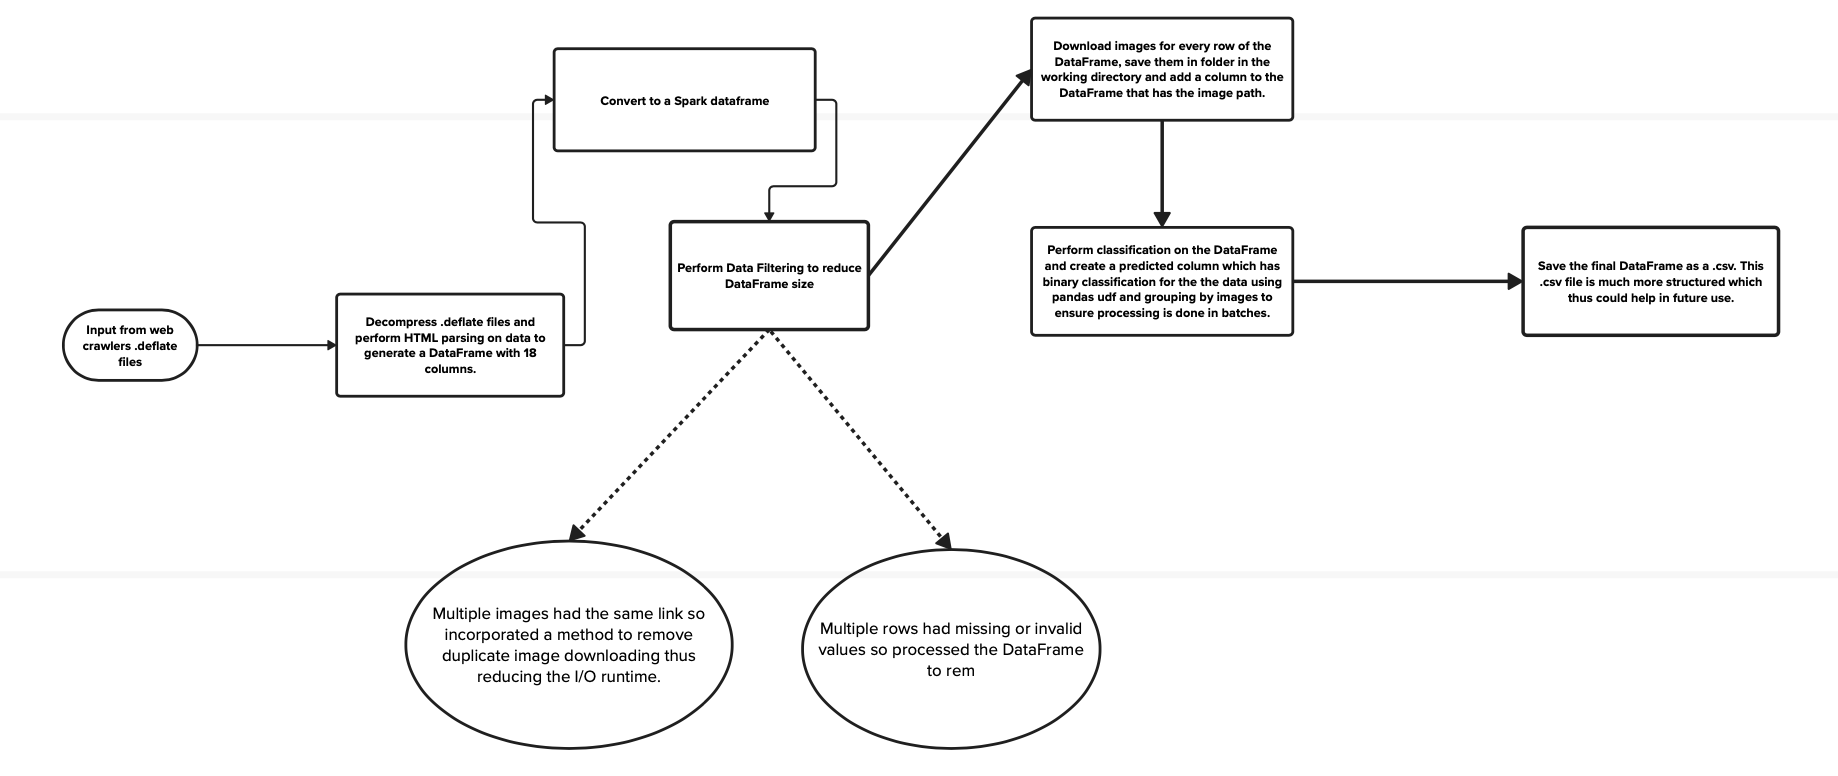 Input from web
crawlers .deflate
files
Decompress .deflate files and
perform HTML parsing on data to
generate a DataFrame with 18
columns.
Convert to a Spark dataframe
Perform Data Filtering to reduce
DataFrame size
Multiple images had the same link so
incorporated a method to remove
duplicate image downloading thus
reducing the I/O runtime.
Multiple rows had missing or invalid
values so processed the DataFrame
to rem
Download images for every row of the
DataFrame, save them in folder in the
working directory and add a column to the
DataFrame that has the image path.
Perform classification on the DataFrame
and create a predicted column which has
binary classification for the the data using
pandas udf and grouping by images to
ensure processing is done in batches.
Save the final DataFrame as a .csv. This
.csv file is much more structured which
thus could help in future use.